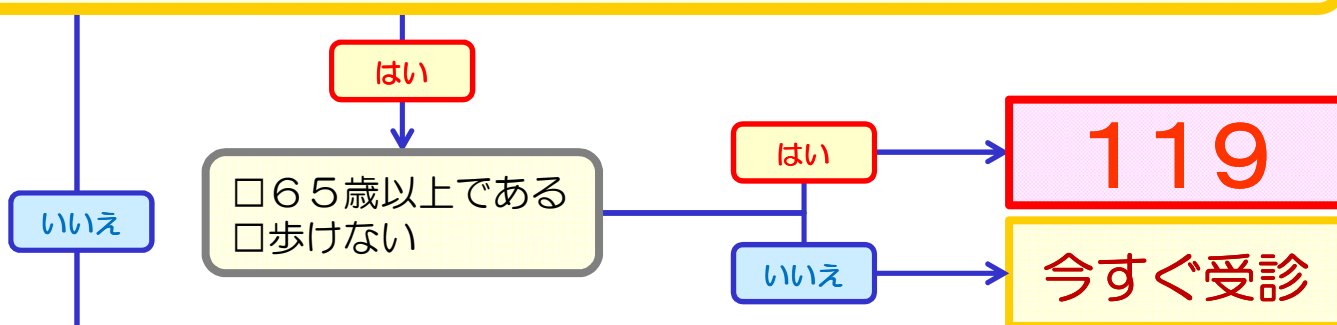 はい
はい
119
□65歳以上である
□歩けない
いいえ
いいえ
今すぐ受診